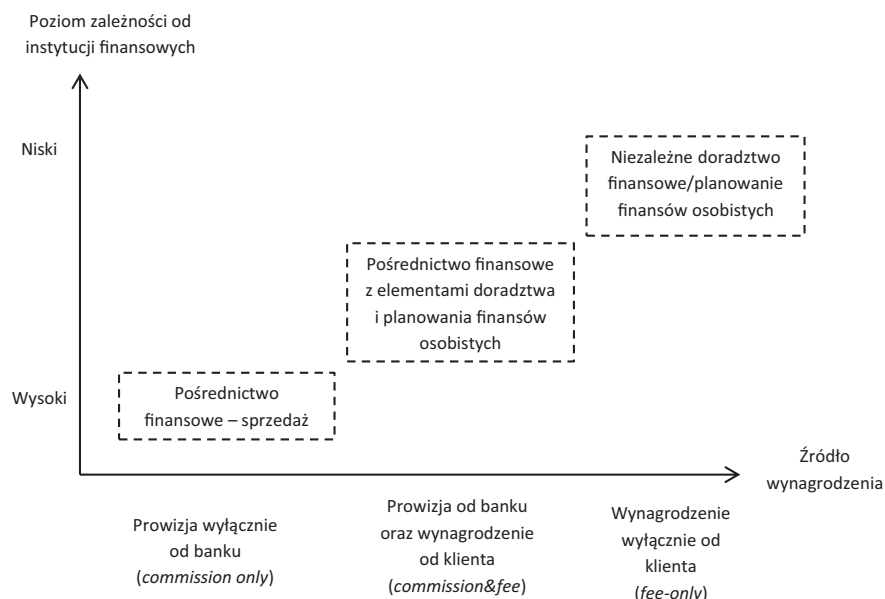 Poziom zależności od
instytucji finansowych
Niski
Niezależne doradztwo
finansowe/planowanie
finansów osobistych
Pośrednictwo finansowe
z elementami doradztwa
i planowania finansów
osobistych
Wysoki
Pośrednictwo
finansowe – sprzedaż
Źródło
wynagrodzenia
Prowizja wyłącznie
od banku
(commission only)
Prowizja od banku
oraz wynagrodzenie
od klienta
(commission&fee)
Wynagrodzenie
wyłącznie od
klienta
(fee-only)